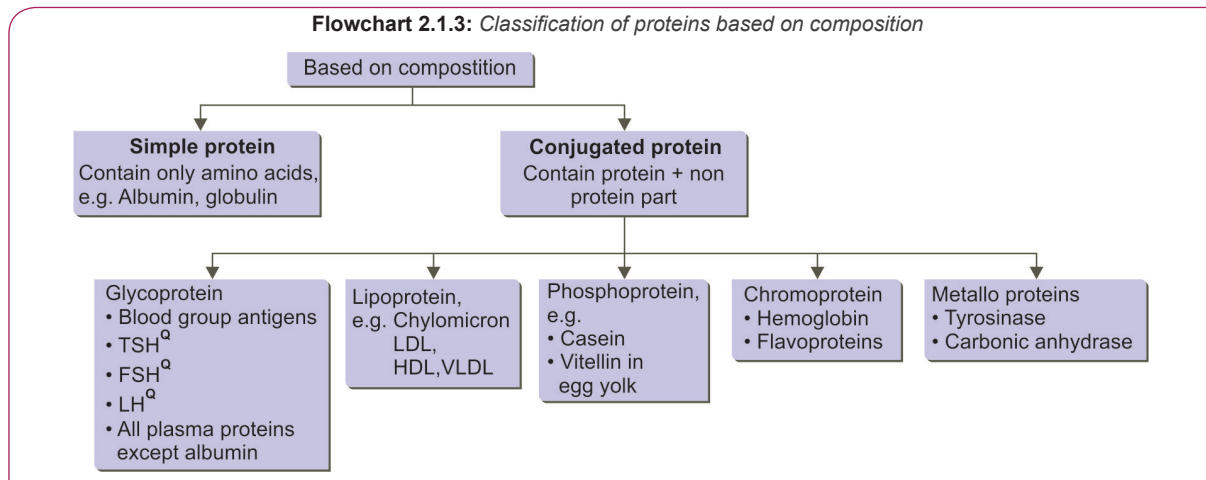 Flowchart 2.1.3: Classification of proteins based on composition
Based on compostition
Simple protein
Contain only amino acids,
e.g. Albumin, globulin
Conjugated protein
Contain protein + non
protein part
Glycoprotein
• Blood group antigens
• TSHQ
• FSHQ
• LHQ
• All plasma proteins
except albumin
Lipoprotein,
e.g. Chylomicron
LDL,
HDL,VLDL
Phosphoprotein,
e.g.
• Casein
• Vitellin in
egg yolk
Chromoprotein
• Hemoglobin
• Flavoproteins
Metallo proteins
• Tyrosinase
• Carbonic anhydrase